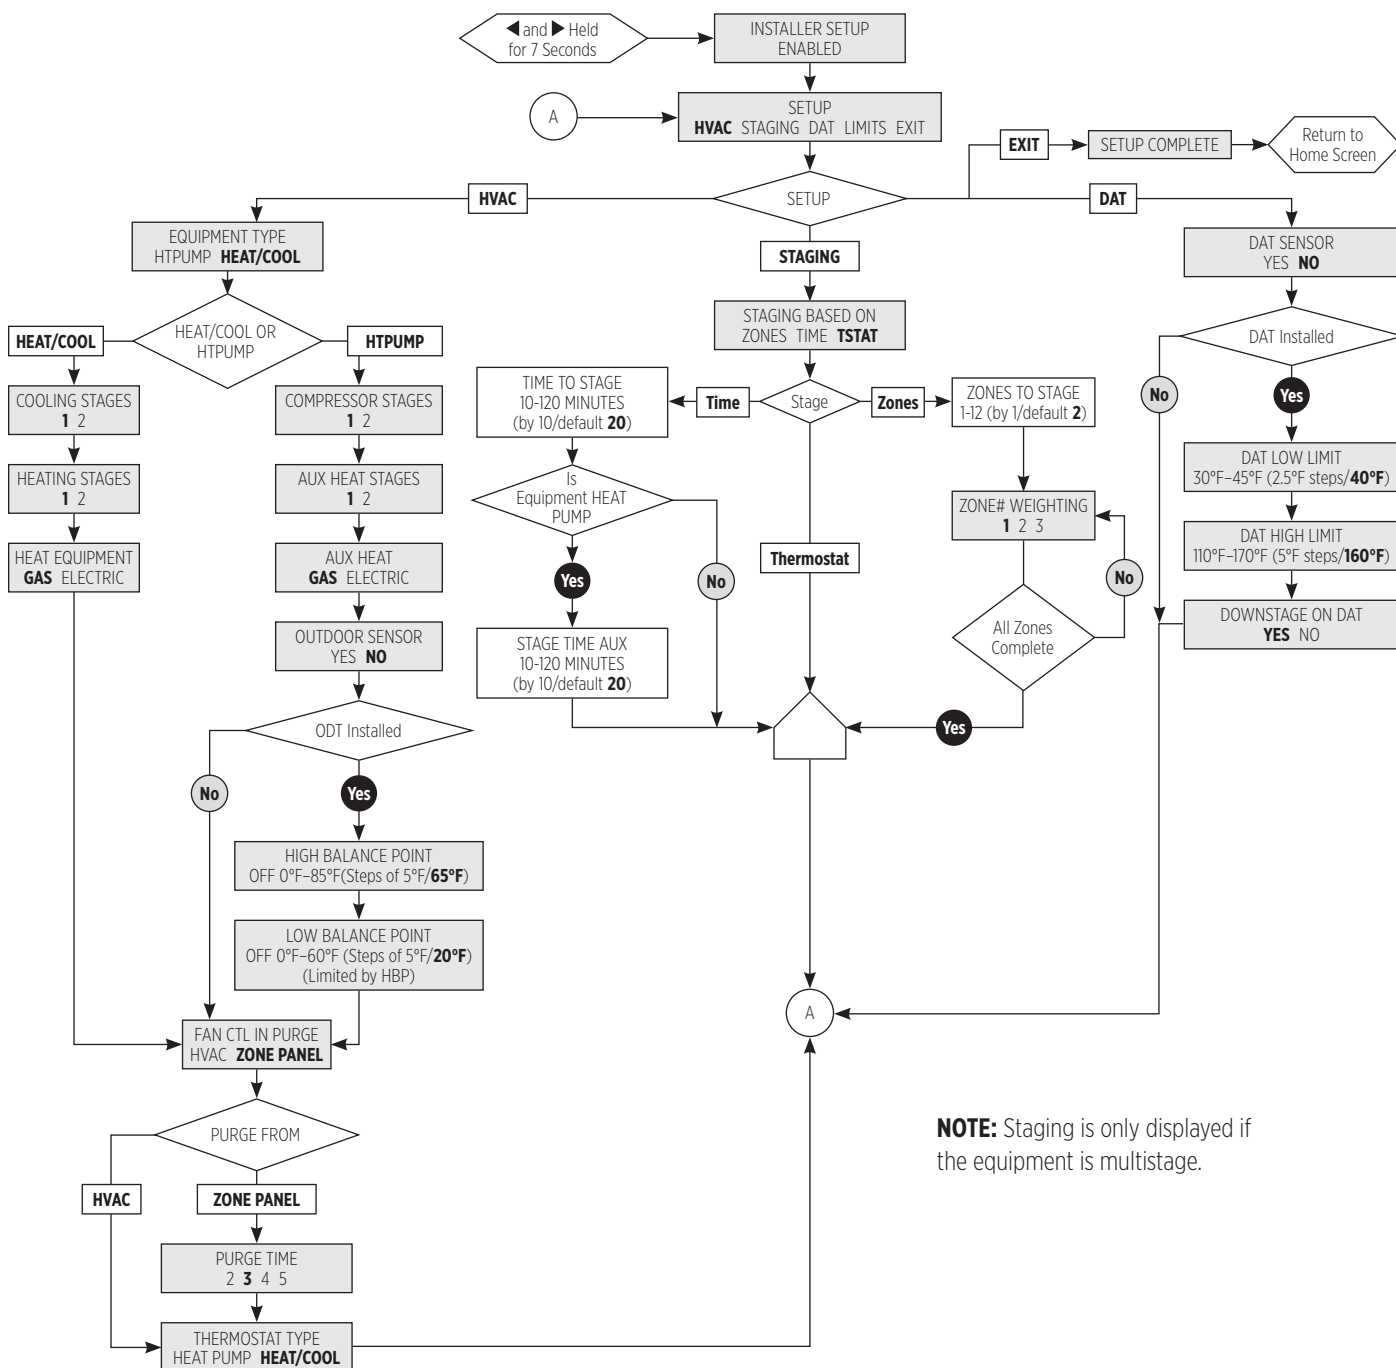 ◀ and ▶ Held
for 7 Seconds
INSTALLER SETUP
ENABLED
A
SETUP
HVAC STAGING DAT LIMITS EXIT
EXIT
SETUP COMPLETE
Return to
Home Screen
HVAC
SETUP
DAT
EQUIPMENT TYPE
HTPUMP HEAT/COOL
STAGING
DAT SENSOR
YES NO
HEAT/COOL
HEAT/COOL OR
HTPUMP
HTPUMP
STAGING BASED ON
ZONES TIME TSTAT
DAT Installed
COOLING STAGES
1 2
COMPRESSOR STAGES
1 2
TIME TO STAGE
10-120 MINUTES
(by 10/default 20)
Time
Stage
Zones
ZONES TO STAGE
1-12 (by 1/default 2)
No
Yes
HEATING STAGES
1 2
AUX HEAT STAGES
1 2
Is
Equipment HEAT
PUMP
ZONE# WEIGHTING
1 2 3
DAT LOW LIMIT
30°F–45°F (2.5°F steps/40°F)
HEAT EQUIPMENT
GAS ELECTRIC
AUX HEAT
GAS ELECTRIC
Yes
No
Thermostat
No
DAT HIGH LIMIT
110°F–170°F (5°F steps/160°F)
OUTDOOR SENSOR
YES NO
STAGE TIME AUX
10-120 MINUTES
(by 10/default 20)
All Zones
Complete
DOWNSTAGE ON DAT
YES NO
ODT Installed
Yes
No
Yes
HIGH BALANCE POINT
OFF 0°F–85°F(Steps of 5°F/65°F)
LOW BALANCE POINT
OFF 0°F–60°F (Steps of 5°F/20°F)
(Limited by HBP)
A
FAN CTL IN PURGE
HVAC ZONE PANEL
PURGE FROM
NOTE: Staging is only displayed if
the equipment is multistage.
HVAC
ZONE PANEL
PURGE TIME
2 3 4 5
THERMOSTAT TYPE
HEAT PUMP HEAT/COOL